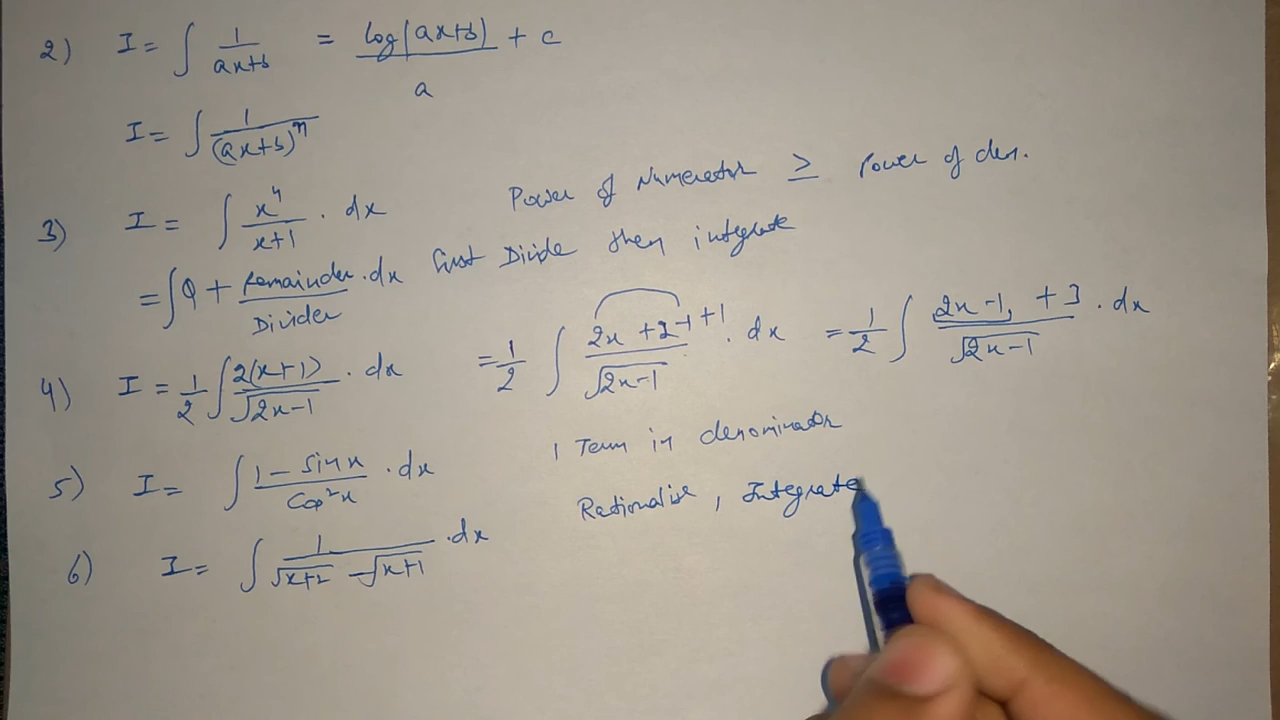 2) I = ∫ 1/(ax+b) = log(ax+b)/a + c
I = ∫ 1/(ax+b)^n
3) I = ∫ x^4/(x+1) . dx Power of Numerator ≥ Power of den.
= ∫ Q + Remainder/Divider . dx first Divide then integrate
4) I = 1/2 ∫ 2(x+1)/√(2x-1) . dx = 1/2 ∫ (2x+2-1+1)/√(2x-1) . dx = 1/2 ∫ (2x-1, +3)/√(2x-1) . dx
5) I = ∫ (1 - sin x)/Cos²x . dx 1 Term in denominator
6) I = ∫ 1/(√(x+2) - √(x+1)) . dx Rationalise, Integrate